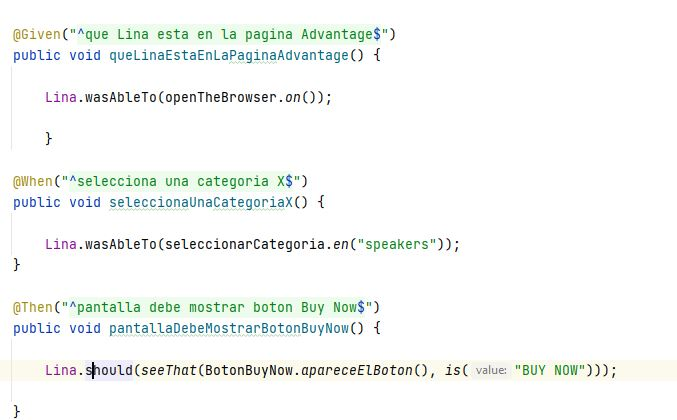 @Given("^que Lina esta en la pagina Advantage$")
public void queLinaEstaEnLaPaginaAdvantage() {
Lina.wasAbleTo(openTheBrowser.on());
}
@When("^selecciona una categoria X$")
public void seleccionaUnaCategoriaX() {
Lina.wasAbleTo(seleccionarCategoria.en("speakers"));
}
@Then("^pantalla debe mostrar boton Buy Now$")
public void pantallaDebeMostrarBotonBuyNow() {
Lina.should(seeThat(BotonBuyNow.apareceElBoton(), is( value: "BUY NOW")));
}